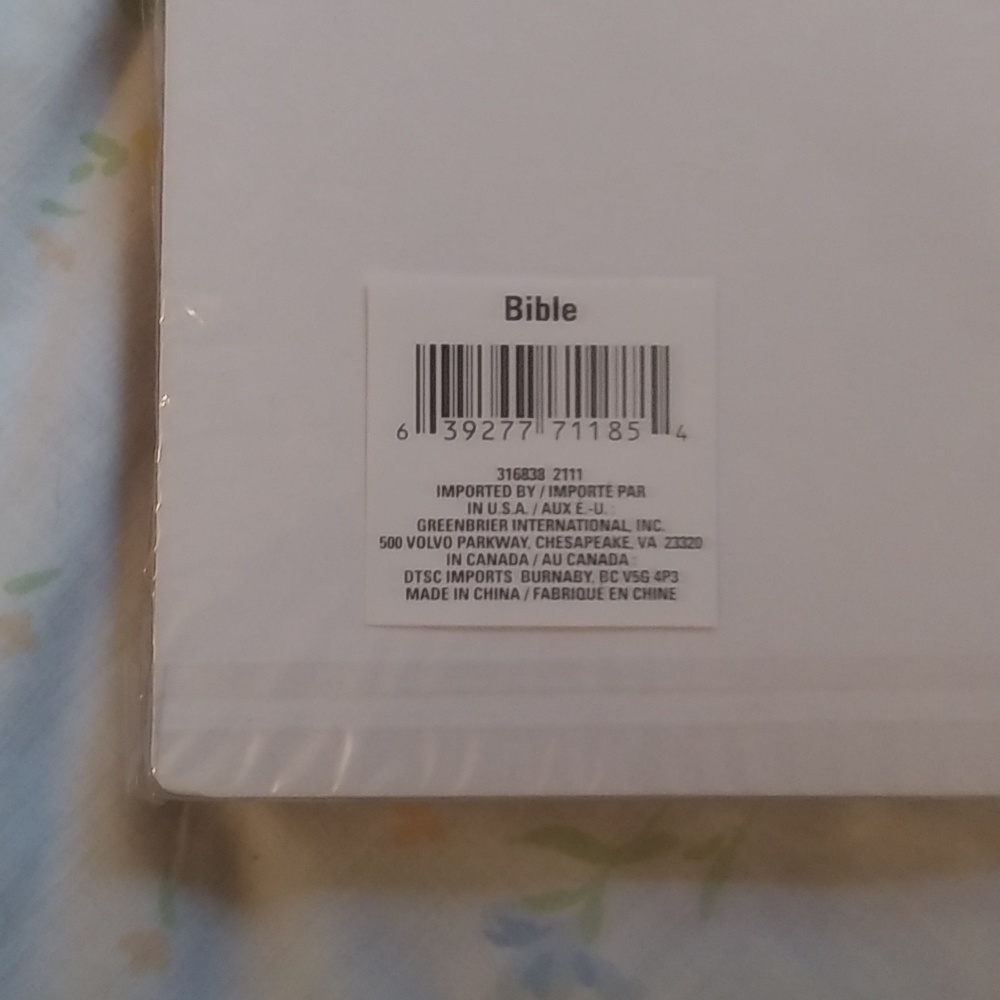 Bible
6 39277 71185 4
316838 2111
IMPORTED BY / IMPORTÉ PAR
IN U.S.A. / AUX É.-U. :
GREENBRIER INTERNATIONAL, INC.
500 VOLVO PARKWAY, CHESAPEAKE, VA 23320
IN CANADA / AU CANADA :
DTSC IMPORTS, BURNABY, BC V5G 4P3
MADE IN CHINA / FABRIQUÉ EN CHINE